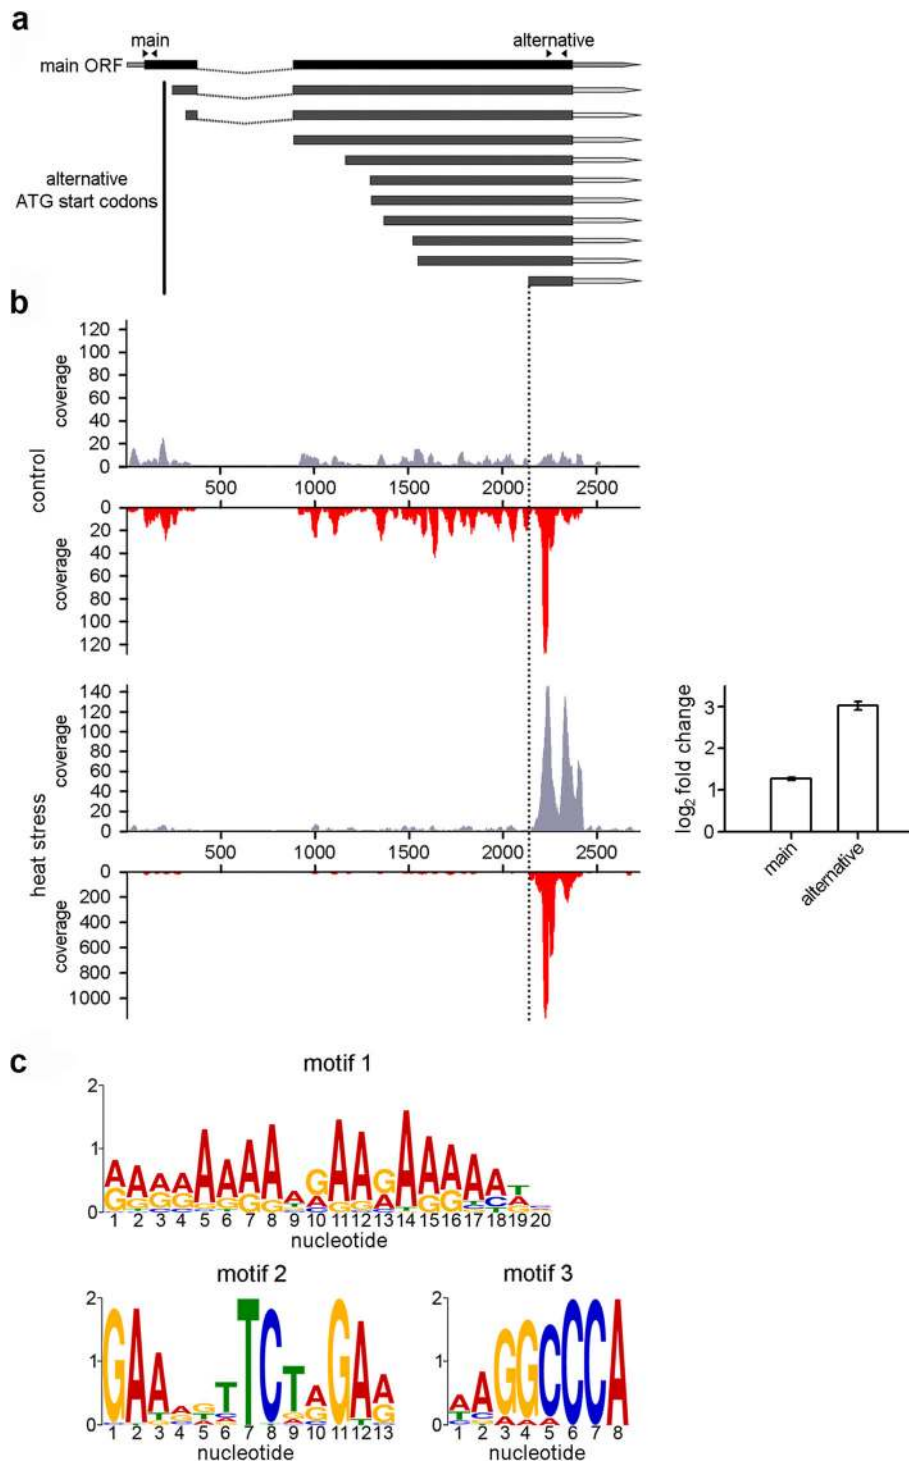 a
main
alternative
main ORF
alternative
ATG start codons
b
control
coverage
120
100
80
60
40
20
0
500
1000
1500
2000
2500
coverage
0
20
40
60
80
100
120
heat stress
coverage
140
120
100
80
60
40
20
0
500
1000
1500
2000
2500
coverage
0
200
400
600
800
1000
log2 fold change
3
2
1
0
main
alternative
c
motif 1
2
1
0
1 2 3 4 5 6 7 8 9 10 11 12 13 14 15 16 17 18 19 20
nucleotide
motif 2
2
1
0
1 2 3 4 5 6 7 8 9 10 11 12 13
nucleotide
motif 3
2
1
0
1 2 3 4 5 6 7 8
nucleotide